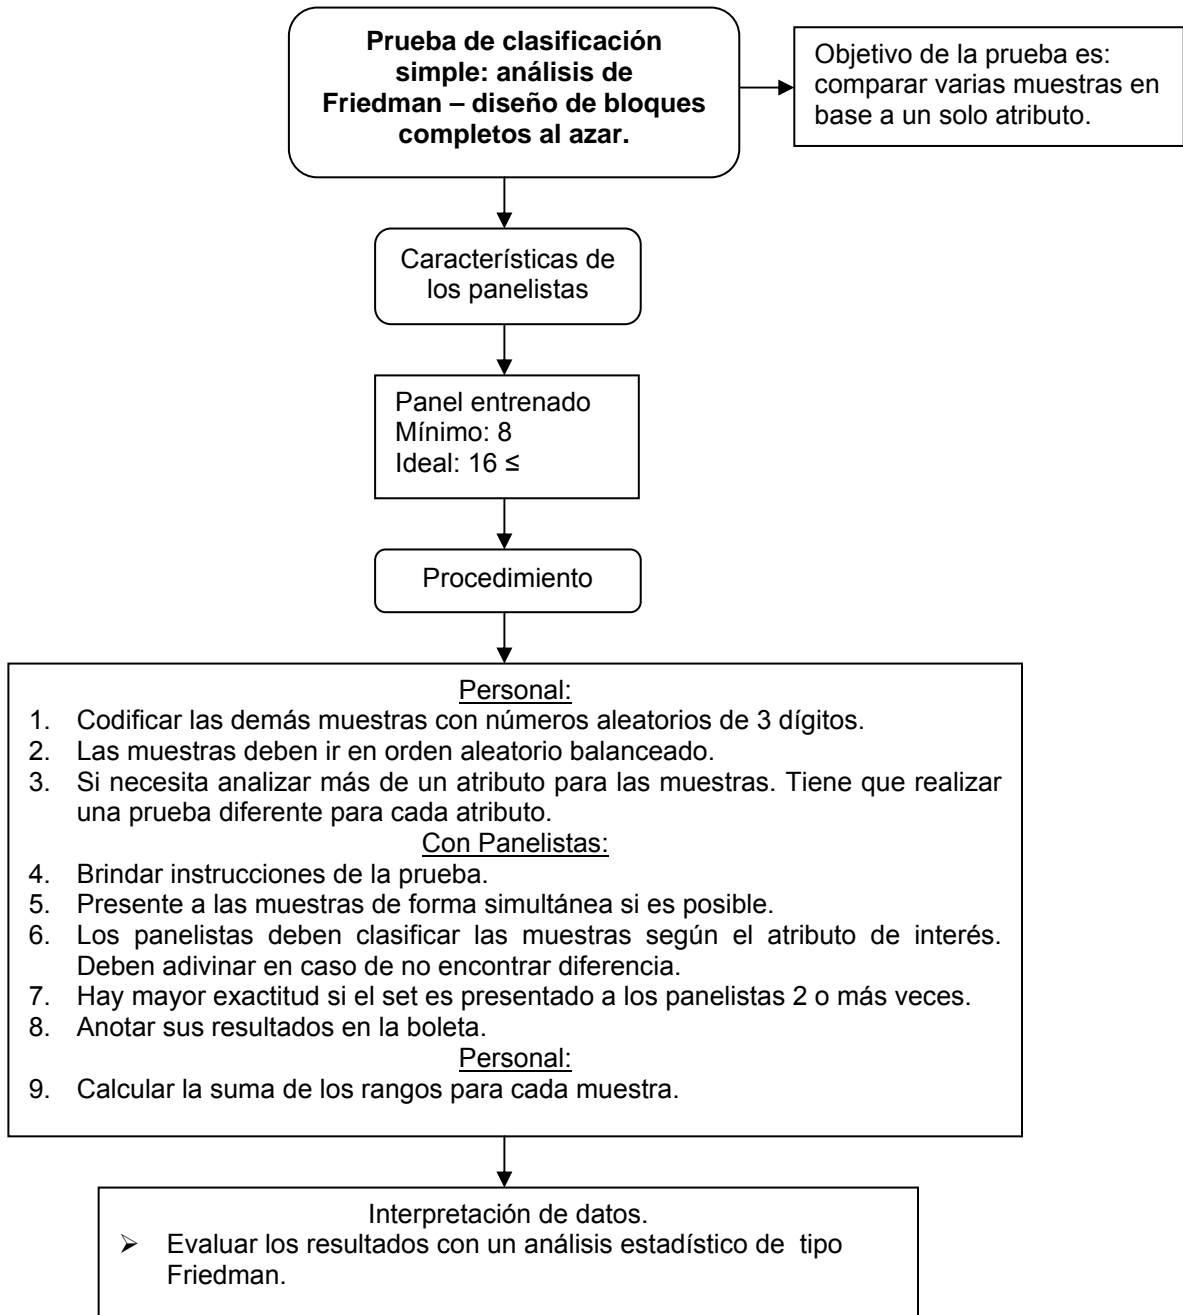 Prueba de clasificación
simple: análisis de
Friedman – diseño de bloques
completos al azar.
Objetivo de la prueba es:
comparar varias muestras en
base a un solo atributo.
Características de
los panelistas
Panel entrenado
Mínimo: 8
Ideal: 16 ≤
Procedimiento
Personal:
1. Codificar las demás muestras con números aleatorios de 3 dígitos.
2. Las muestras deben ir en orden aleatorio balanceado.
3. Si necesita analizar más de un atributo para las muestras. Tiene que realizar
una prueba diferente para cada atributo.
Con Panelistas:
4. Brindar instrucciones de la prueba.
5. Presente a las muestras de forma simultánea si es posible.
6. Los panelistas deben clasificar las muestras según el atributo de interés.
Deben adivinar en caso de no encontrar diferencia.
7. Hay mayor exactitud si el set es presentado a los panelistas 2 o más veces.
8. Anotar sus resultados en la boleta.
Personal:
9. Calcular la suma de los rangos para cada muestra.
Interpretación de datos.
➢ Evaluar los resultados con un análisis estadístico de tipo
Friedman.